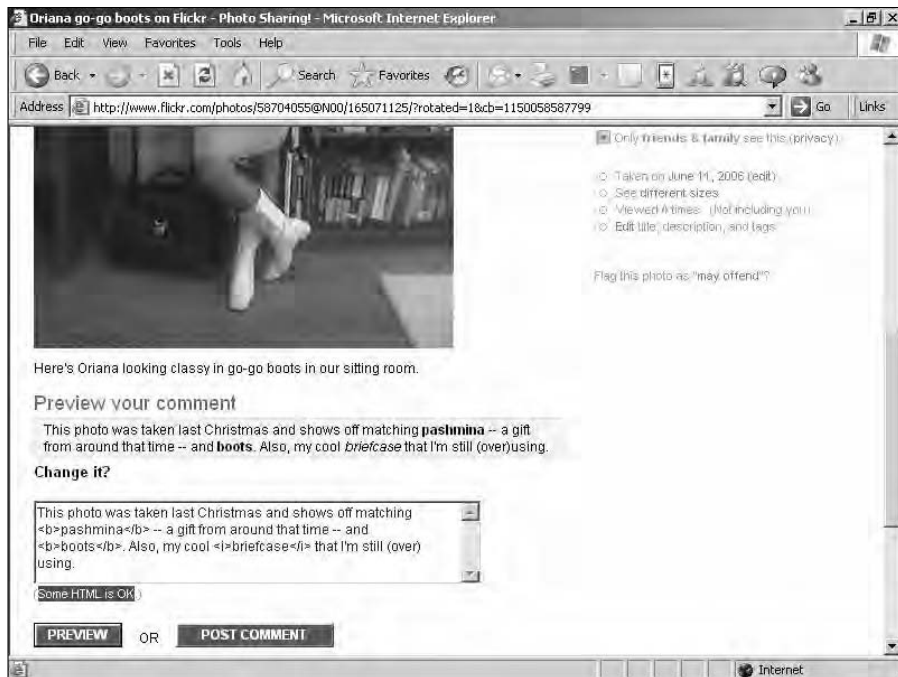 Oriana go-go boots on Flickr - Photo Sharing! - Microsoft Internet Explorer
File Edit View Favorites Tools Help
Back Search Favorites
Address http://www.flickr.com/photos/58704055@N00/165071125/?rotated=1&cb=1150058587799 Go Links
Only friends & family see this (privacy)
Taken on June 11, 2006 (edit)
See different sizes
Viewed 4 times. (Not including you)
Edit title, description, and tags
Flag this photo as "may offend"?
Here's Oriana looking classy in go-go boots in our sitting room.
Preview your comment
This photo was taken last Christmas and shows off matching pashmina -- a gift
from around that time -- and boots. Also, my cool briefcase that I'm still (over)using.
Change it?
This photo was taken last Christmas and shows off matching
<b>pashmina</b> -- a gift from around that time -- and
<b>boots</b>. Also, my cool <i>briefcase</i> that I'm still (over)
using.
(Some HTML is OK)
PREVIEW OR POST COMMENT
Internet